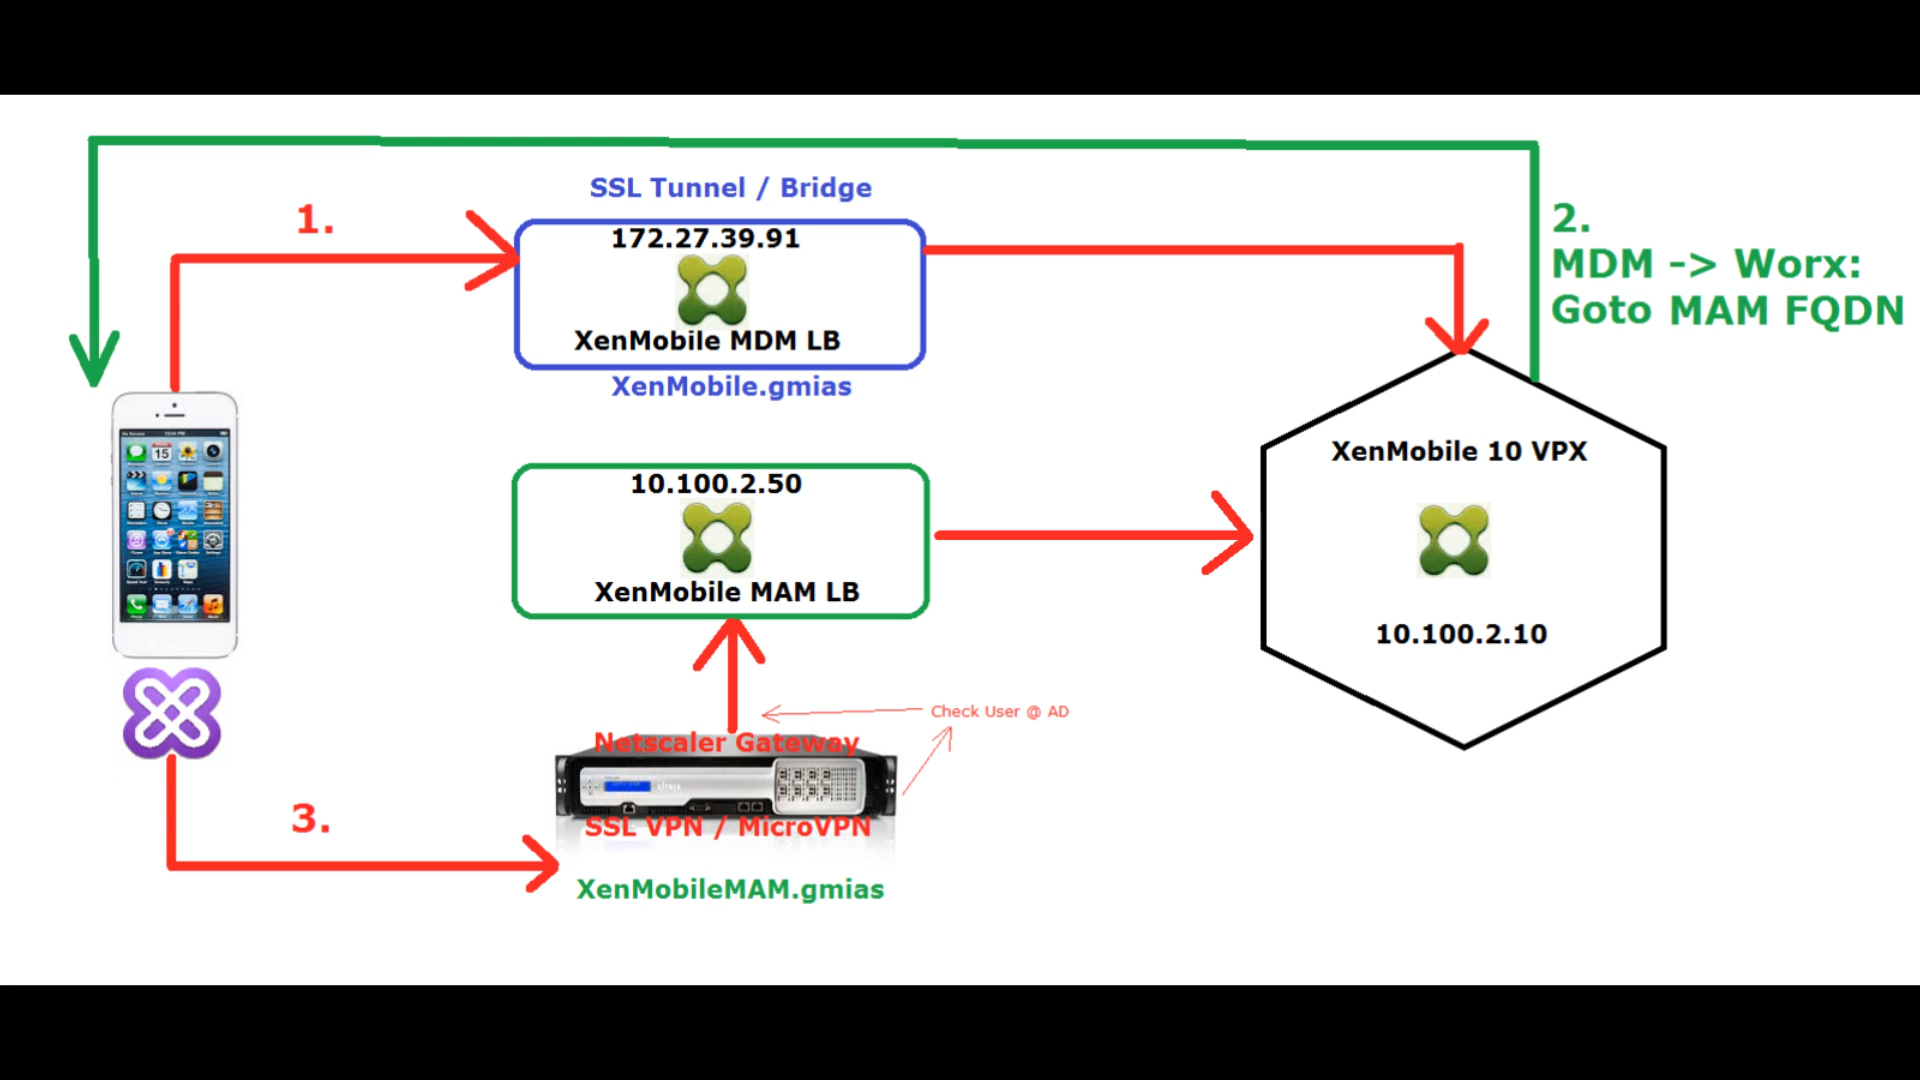 SSL Tunnel / Bridge
1.
172.27.39.91
XenMobile MDM LB
XenMobile.gmias
2.
MDM -> Worx:
Goto MAM FQDN
10.100.2.50
XenMobile MAM LB
XenMobile 10 VPX
10.100.2.10
15
Check User @ AD
Netscaler Gateway
SSL VPN / MicroVPN
3.
XenMobileMAM.gmias